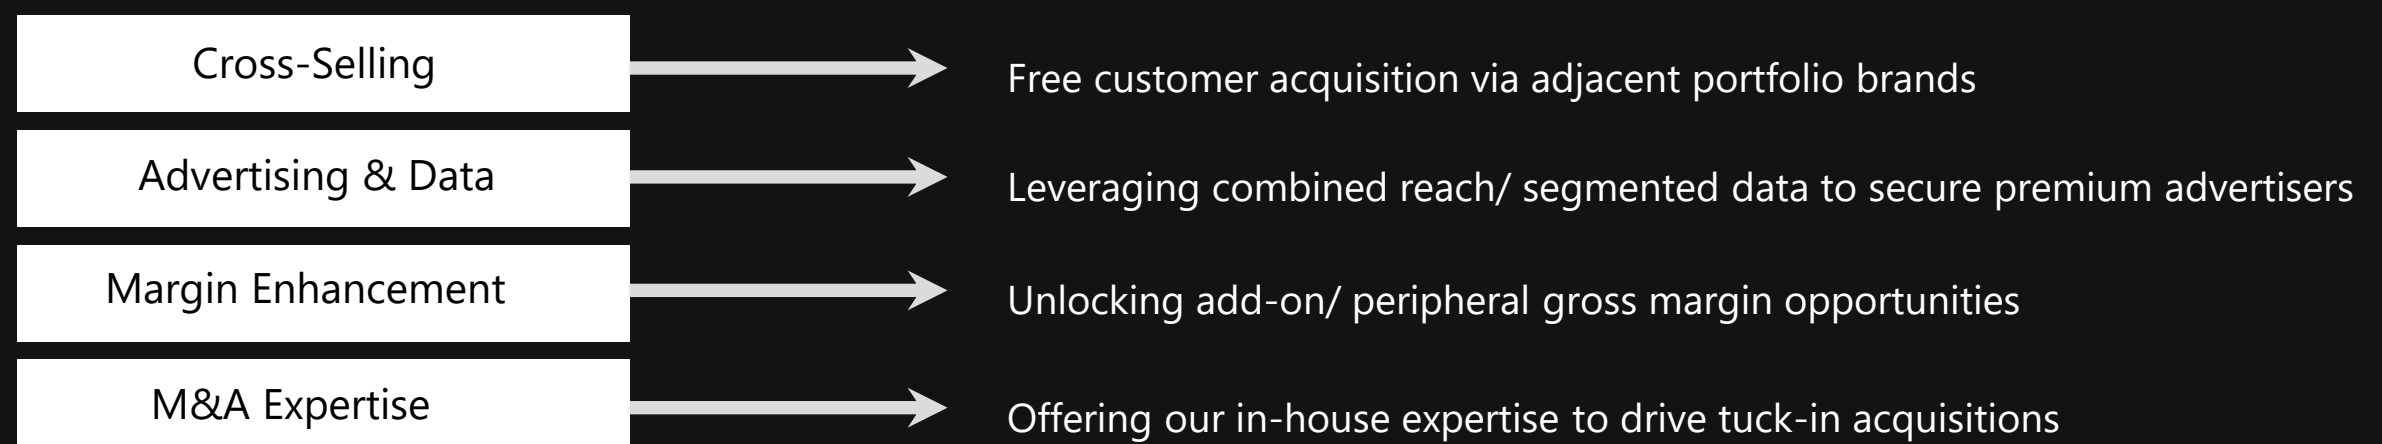 Cross-Selling
Free customer acquisition via adjacent portfolio brands
Advertising & Data
Leveraging combined reach/ segmented data to secure premium advertisers
Margin Enhancement
Unlocking add-on/ peripheral gross margin opportunities
M&A Expertise
Offering our in-house expertise to drive tuck-in acquisitions